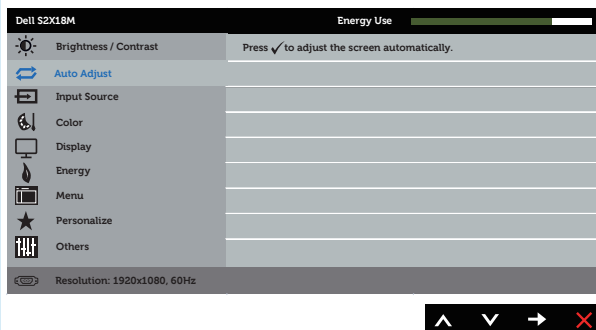 Dell S2X18M Energy Use
Brightness / Contrast Press ✓ to adjust the screen automatically.
Auto Adjust
Input Source
Color
Display
Energy
Menu
Personalize
Others
Resolution: 1920x1080, 60Hz